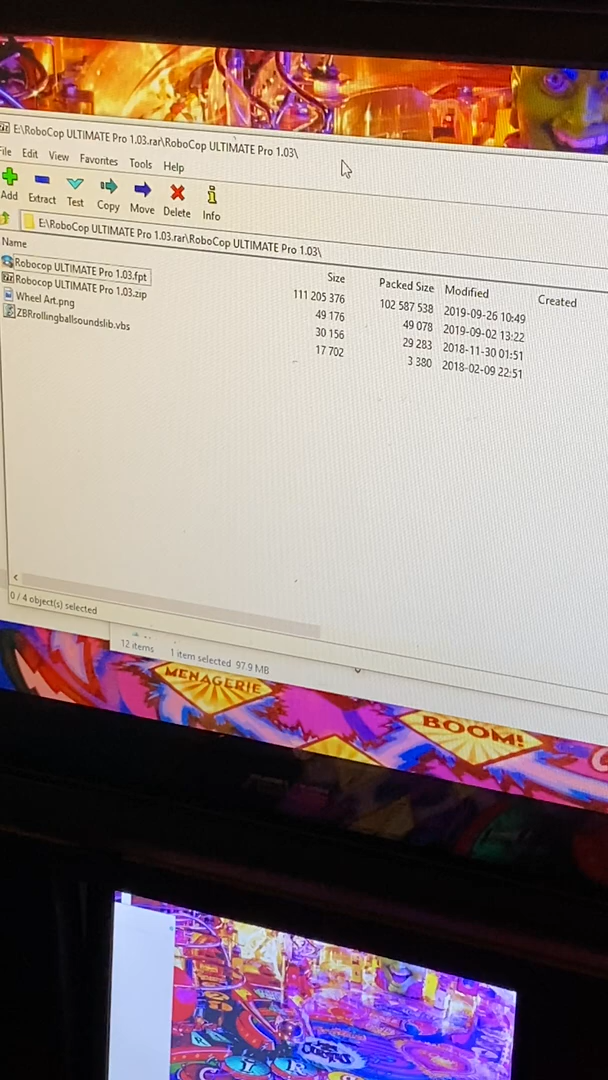 E:\RoboCop ULTIMATE Pro 1.03.rar\RoboCop ULTIMATE Pro 1.03\
File Edit View Favorites Tools Help
Add Extract Test Copy Move Delete Info
E:\RoboCop ULTIMATE Pro 1.03.rar\RoboCop ULTIMATE Pro 1.03\
Name Size Packed Size Modified Created
Robocop ULTIMATE Pro 1.03.fpt 111 205 376 102 587 538 2019-09-26 10:49
Robocop ULTIMATE Pro 1.03.zip 49 176 49 078 2019-09-02 13:22
Wheel Art.png 30 156 29 283 2018-11-30 01:51
ZBRrollingballsoundslib.vbs 17 702 3 380 2018-02-09 22:51
0 / 4 object(s) selected
12 items 1 item selected 97.9 MB
MENAGERIE
BOOM!